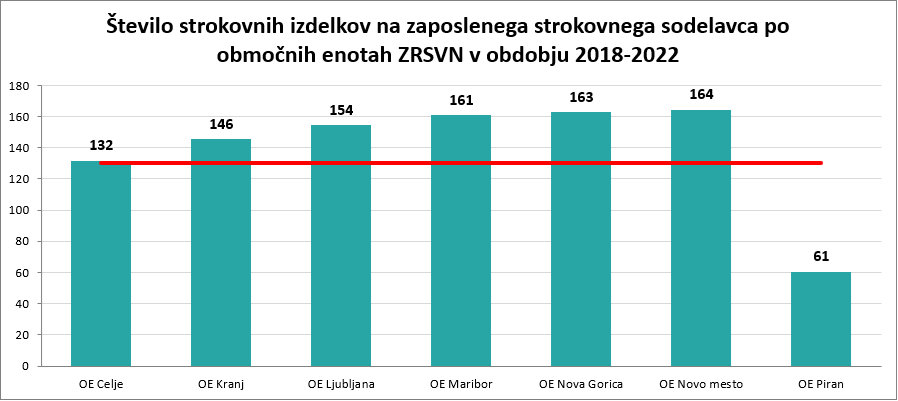 Število strokovnih izdelkov na zaposlenega strokovnega sodelavca po
območnih enotah ZRSVN v obdobju 2018-2022
180
160
140
120
100
80
60
40
20
0
132
146
154
161
163
164
61
OE Celje
OE Kranj
OE Ljubljana
OE Maribor
OE Nova Gorica
OE Novo mesto
OE Piran